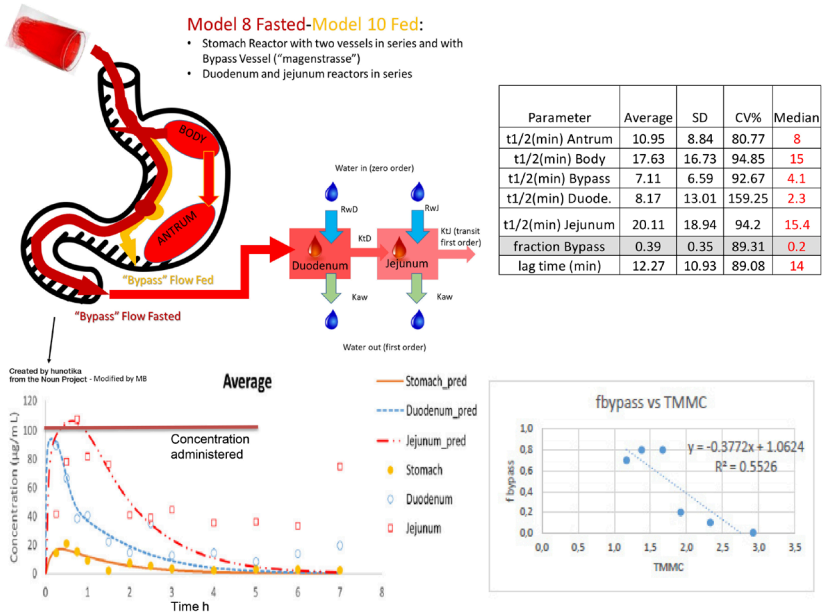 Model 8 Fasted-Model 10 Fed:
• Stomach Reactor with two vessels in series and with
Bypass Vessel ("magenstrasse")
• Duodenum and jejunum reactors in series
BODY
ANTRUM
"Bypass" Flow Fed
"Bypass" Flow Fasted
Water in (zero order)
RwD
RwJ
KtD
KtJ (transit
first order)
Duodenum
Jejunum
Kaw
Kaw
Water out (first order)
Parameter Average SD CV% Median
t1/2(min) Antrum 10.95 8.84 80.77 8
t1/2(min) Body 17.63 16.73 94.85 15
t1/2(min) Bypass 7.11 6.59 92.67 4.1
t1/2(min) Duode. 8.17 13.01 159.25 2.3
t1/2(min) Jejunum 20.11 18.94 94.2 15.4
fraction Bypass 0.39 0.35 89.31 0.2
lag time (min) 12.27 10.93 89.08 14
Created by hunotika
from the Noun Project - Modified by MB
Average
Concentration (µg/mL)
120
100
80
60
40
20
0
0 1 2 3 4 5 6 7 8
Time h
Concentration
administered
Stomach_pred
Duodenum_pred
Jejunum_pred
Stomach
Duodenum
Jejunum
fbypass vs TMMC
f bypass
1,0
0,8
0,6
0,4
0,2
0,0
y = -0.3772x + 1.0624
R² = 0.5526
0,0 0,5 1,0 1,5 2,0 2,5 3,0 3,5
TMMC